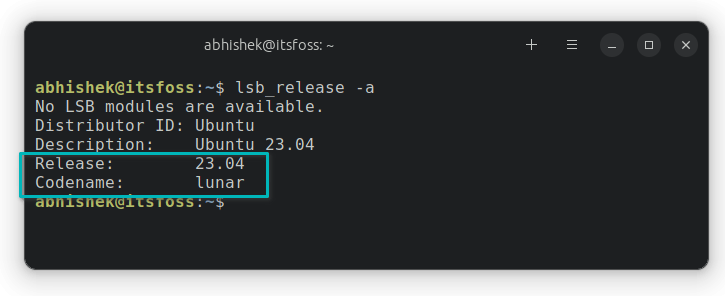 abhishek@itsfoss: ~
abhishek@itsfoss:~$ lsb_release -a
No LSB modules are available.
Distributor ID: Ubuntu
Description:    Ubuntu 23.04
Release:        23.04
Codename:       lunar
abhishek@itsfoss:~$